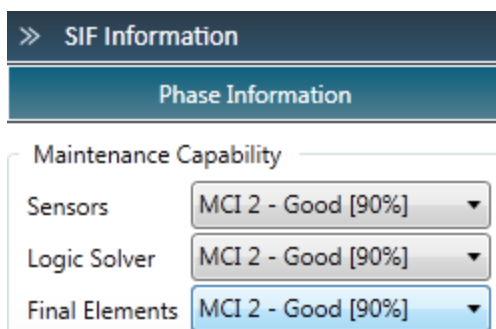 » SIF Information
Phase Information
Maintenance Capability
Sensors MCI 2 - Good [90%]
Logic Solver MCI 2 - Good [90%]
Final Elements MCI 2 - Good [90%]